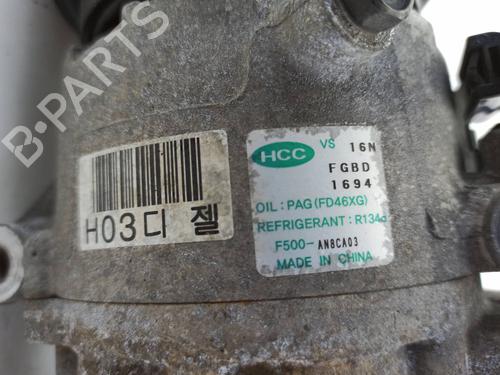 B-PARTS
H03디 젤
HCC VS 16N
FGBD
1694
OIL : PAG (FD46XG)
REFRIGERANT : R134a
F500-AN8CA03
MADE IN CHINA